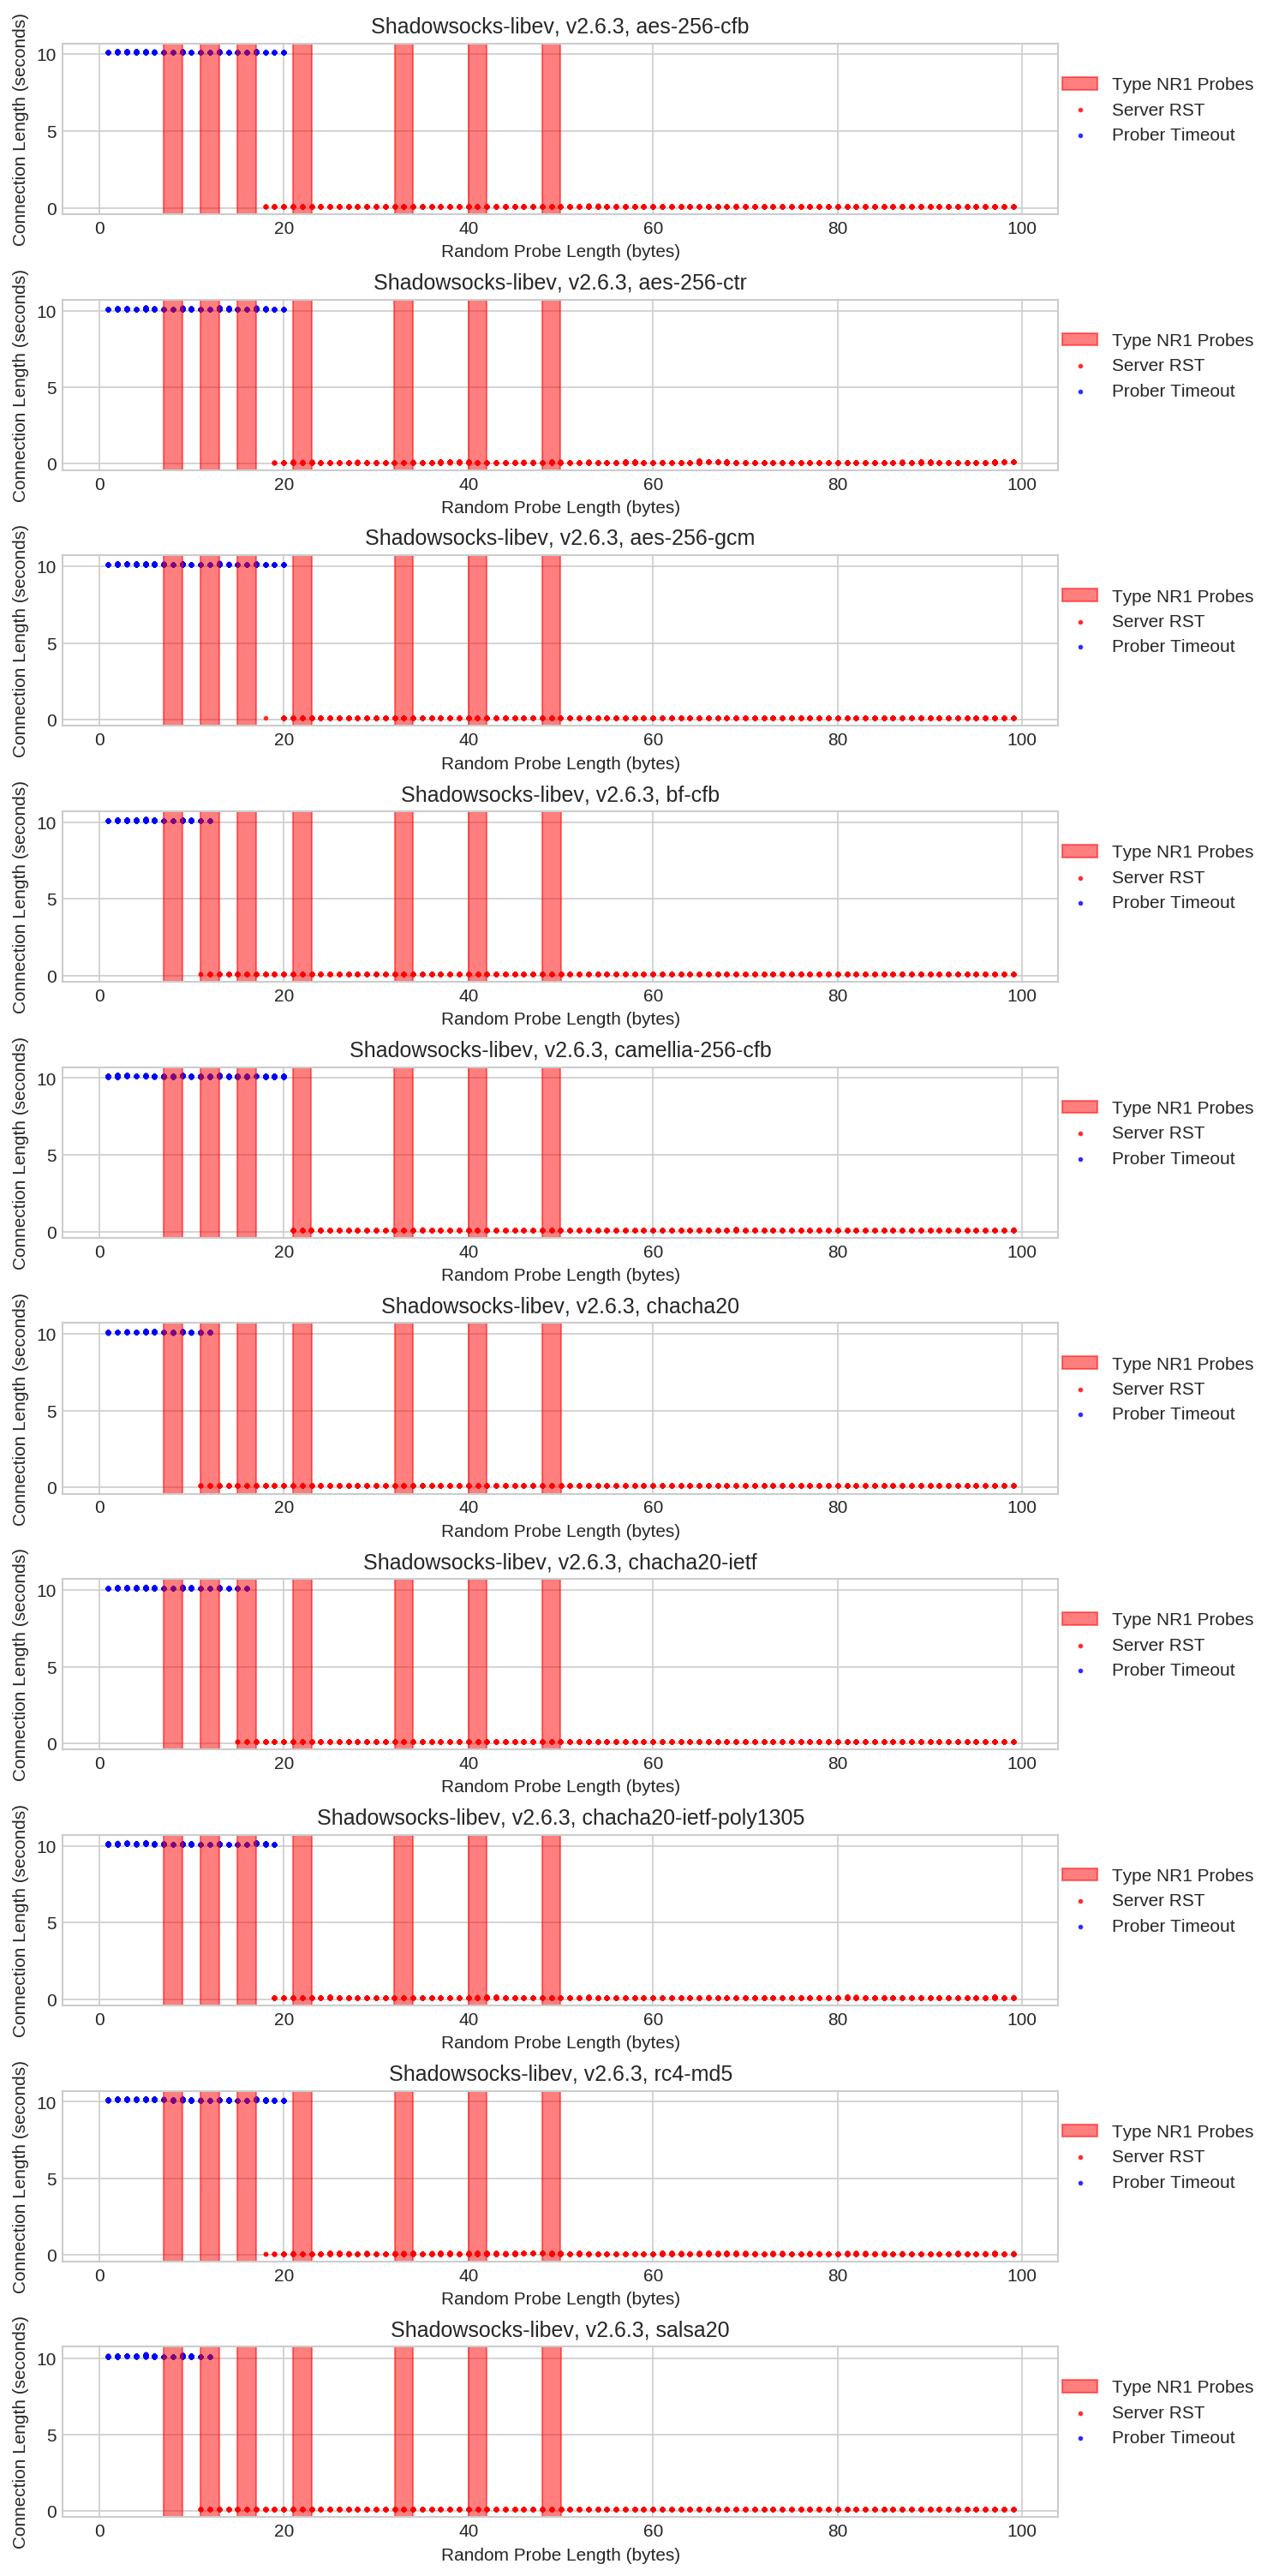 Shadowsocks-libev, v2.6.3, aes-256-cfb
Connection Length (seconds)
10
5
0
0 20 40 60 80 100
Random Probe Length (bytes)
Type NR1 Probes
Server RST
Prober Timeout
Shadowsocks-libev, v2.6.3, aes-256-ctr
Connection Length (seconds)
10
5
0
0 20 40 60 80 100
Random Probe Length (bytes)
Type NR1 Probes
Server RST
Prober Timeout
Shadowsocks-libev, v2.6.3, aes-256-gcm
Connection Length (seconds)
10
5
0
0 20 40 60 80 100
Random Probe Length (bytes)
Type NR1 Probes
Server RST
Prober Timeout
Shadowsocks-libev, v2.6.3, bf-cfb
Connection Length (seconds)
10
5
0
0 20 40 60 80 100
Random Probe Length (bytes)
Type NR1 Probes
Server RST
Prober Timeout
Shadowsocks-libev, v2.6.3, camellia-256-cfb
Connection Length (seconds)
10
5
0
0 20 40 60 80 100
Random Probe Length (bytes)
Type NR1 Probes
Server RST
Prober Timeout
Shadowsocks-libev, v2.6.3, chacha20
Connection Length (seconds)
10
5
0
0 20 40 60 80 100
Random Probe Length (bytes)
Type NR1 Probes
Server RST
Prober Timeout
Shadowsocks-libev, v2.6.3, chacha20-ietf
Connection Length (seconds)
10
5
0
0 20 40 60 80 100
Random Probe Length (bytes)
Type NR1 Probes
Server RST
Prober Timeout
Shadowsocks-libev, v2.6.3, chacha20-ietf-poly1305
Connection Length (seconds)
10
5
0
0 20 40 60 80 100
Random Probe Length (bytes)
Type NR1 Probes
Server RST
Prober Timeout
Shadowsocks-libev, v2.6.3, rc4-md5
Connection Length (seconds)
10
5
0
0 20 40 60 80 100
Random Probe Length (bytes)
Type NR1 Probes
Server RST
Prober Timeout
Shadowsocks-libev, v2.6.3, salsa20
Connection Length (seconds)
10
5
0
0 20 40 60 80 100
Random Probe Length (bytes)
Type NR1 Probes
Server RST
Prober Timeout